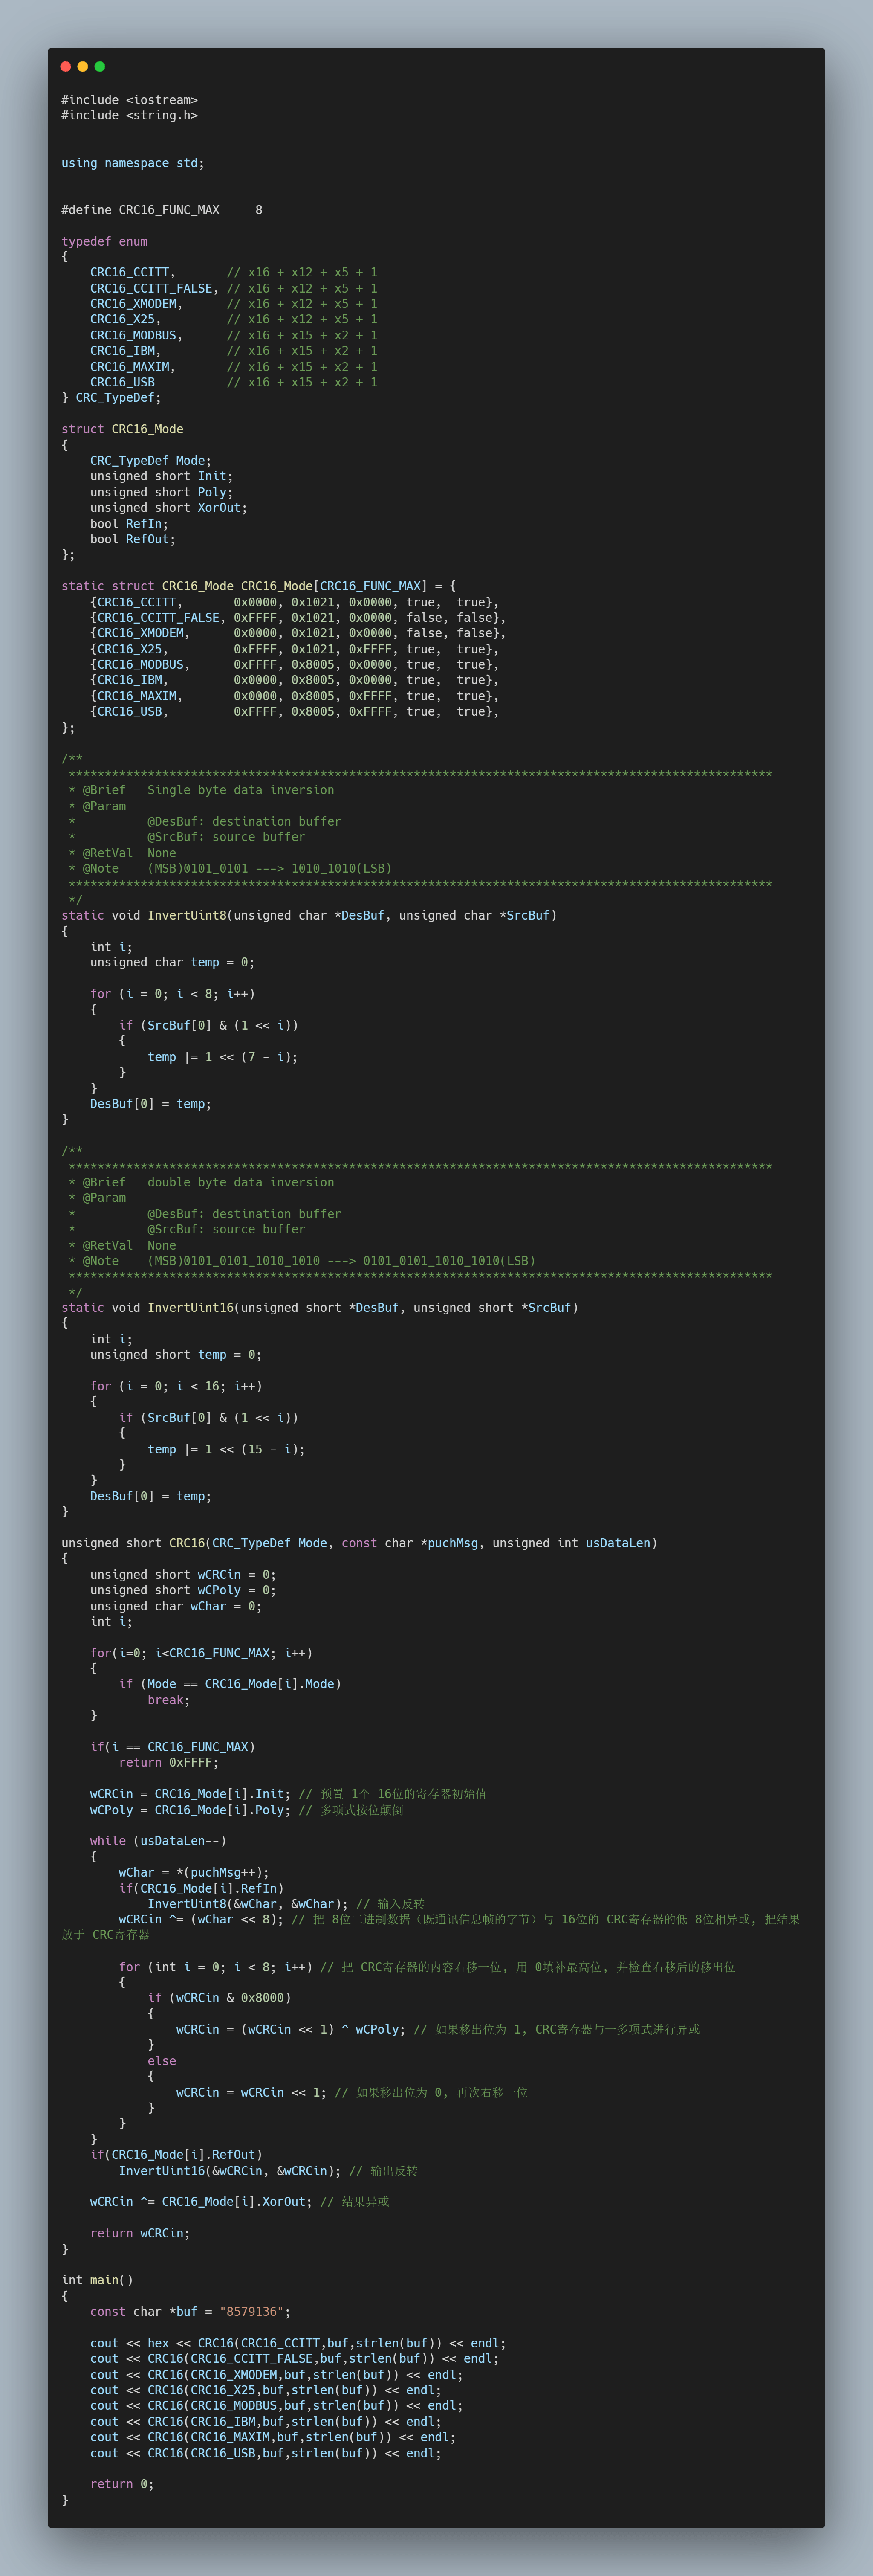 #include <iostream>
#include <string.h>
using namespace std;
#define CRC16_FUNC_MAX     8
typedef enum
{
    CRC16_CCITT,       // x16 + x12 + x5 + 1
    CRC16_CCITT_FALSE, // x16 + x12 + x5 + 1
    CRC16_XMODEM,      // x16 + x12 + x5 + 1
    CRC16_X25,         // x16 + x12 + x5 + 1
    CRC16_MODBUS,      // x16 + x15 + x2 + 1
    CRC16_IBM,         // x16 + x15 + x2 + 1
    CRC16_MAXIM,       // x16 + x15 + x2 + 1
    CRC16_USB          // x16 + x15 + x2 + 1
} CRC_TypeDef;
struct CRC16_Mode
{
    CRC_TypeDef Mode;
    unsigned short Init;
    unsigned short Poly;
    unsigned short XorOut;
    bool RefIn;
    bool RefOut;
};
static struct CRC16_Mode CRC16_Mode[CRC16_FUNC_MAX] = {
    {CRC16_CCITT,       0x0000, 0x1021, 0x0000, true,  true},
    {CRC16_CCITT_FALSE, 0xFFFF, 0x1021, 0x0000, false, false},
    {CRC16_XMODEM,      0x0000, 0x1021, 0x0000, false, false},
    {CRC16_X25,         0xFFFF, 0x1021, 0xFFFF, true,  true},
    {CRC16_MODBUS,      0xFFFF, 0x8005, 0x0000, true,  true},
    {CRC16_IBM,         0x0000, 0x8005, 0x0000, true,  true},
    {CRC16_MAXIM,       0x0000, 0x8005, 0xFFFF, true,  true},
    {CRC16_USB,         0xFFFF, 0x8005, 0xFFFF, true,  true},
};
/**
 **************************************************************************************************
 * @Brief   Single byte data inversion
 * @Param
 *          @DesBuf: destination buffer
 *          @SrcBuf: source buffer
 * @RetVal  None
 * @Note    (MSB)0101_0101 ---> 1010_1010(LSB)
 **************************************************************************************************
 */
static void InvertUint8(unsigned char *DesBuf, unsigned char *SrcBuf)
{
    int i;
    unsigned char temp = 0;
    for (i = 0; i < 8; i++)
    {
        if (SrcBuf[0] & (1 << i))
        {
            temp |= 1 << (7 - i);
        }
    }
    DesBuf[0] = temp;
}
/**
 **************************************************************************************************
 * @Brief   double byte data inversion
 * @Param
 *          @DesBuf: destination buffer
 *          @SrcBuf: source buffer
 * @RetVal  None
 * @Note    (MSB)0101_0101_1010_1010 ---> 0101_0101_1010_1010(LSB)
 **************************************************************************************************
 */
static void InvertUint16(unsigned short *DesBuf, unsigned short *SrcBuf)
{
    int i;
    unsigned short temp = 0;
    for (i = 0; i < 16; i++)
    {
        if (SrcBuf[0] & (1 << i))
        {
            temp |= 1 << (15 - i);
        }
    }
    DesBuf[0] = temp;
}
unsigned short CRC16(CRC_TypeDef Mode, const char *puchMsg, unsigned int usDataLen)
{
    unsigned short wCRCin = 0;
    unsigned short wCPoly = 0;
    unsigned char wChar = 0;
    int i;
    for(i=0; i<CRC16_FUNC_MAX; i++)
    {
        if (Mode == CRC16_Mode[i].Mode)
            break;
    }
    if(i == CRC16_FUNC_MAX)
        return 0xFFFF;
    wCRCin = CRC16_Mode[i].Init; // 预置 1个 16位的寄存器初始值
    wCPoly = CRC16_Mode[i].Poly; // 多项式按位颠倒
    while (usDataLen--)
    {
        wChar = *(puchMsg++);
        if(CRC16_Mode[i].RefIn)
            InvertUint8(&wChar, &wChar); // 输入反转
        wCRCin ^= (wChar << 8); // 把 8位二进制数据（既通讯信息帧的字节）与 16位的 CRC寄存器的低 8位相异或, 把结果
放于 CRC寄存器
        for (int i = 0; i < 8; i++) // 把 CRC寄存器的内容右移一位, 用 0填补最高位, 并检查右移后的移出位
        {
            if (wCRCin & 0x8000)
            {
                wCRCin = (wCRCin << 1) ^ wCPoly; // 如果移出位为 1, CRC寄存器与一多项式进行异或
            }
            else
            {
                wCRCin = wCRCin << 1; // 如果移出位为 0, 再次右移一位
            }
        }
    }
    if(CRC16_Mode[i].RefOut)
        InvertUint16(&wCRCin, &wCRCin); // 输出反转
    wCRCin ^= CRC16_Mode[i].XorOut; // 结果异或
    return wCRCin;
}
int main()
{
    const char *buf = "8579136";
    cout << hex << CRC16(CRC16_CCITT,buf,strlen(buf)) << endl;
    cout << CRC16(CRC16_CCITT_FALSE,buf,strlen(buf)) << endl;
    cout << CRC16(CRC16_XMODEM,buf,strlen(buf)) << endl;
    cout << CRC16(CRC16_X25,buf,strlen(buf)) << endl;
    cout << CRC16(CRC16_MODBUS,buf,strlen(buf)) << endl;
    cout << CRC16(CRC16_IBM,buf,strlen(buf)) << endl;
    cout << CRC16(CRC16_MAXIM,buf,strlen(buf)) << endl;
    cout << CRC16(CRC16_USB,buf,strlen(buf)) << endl;
    return 0;
}